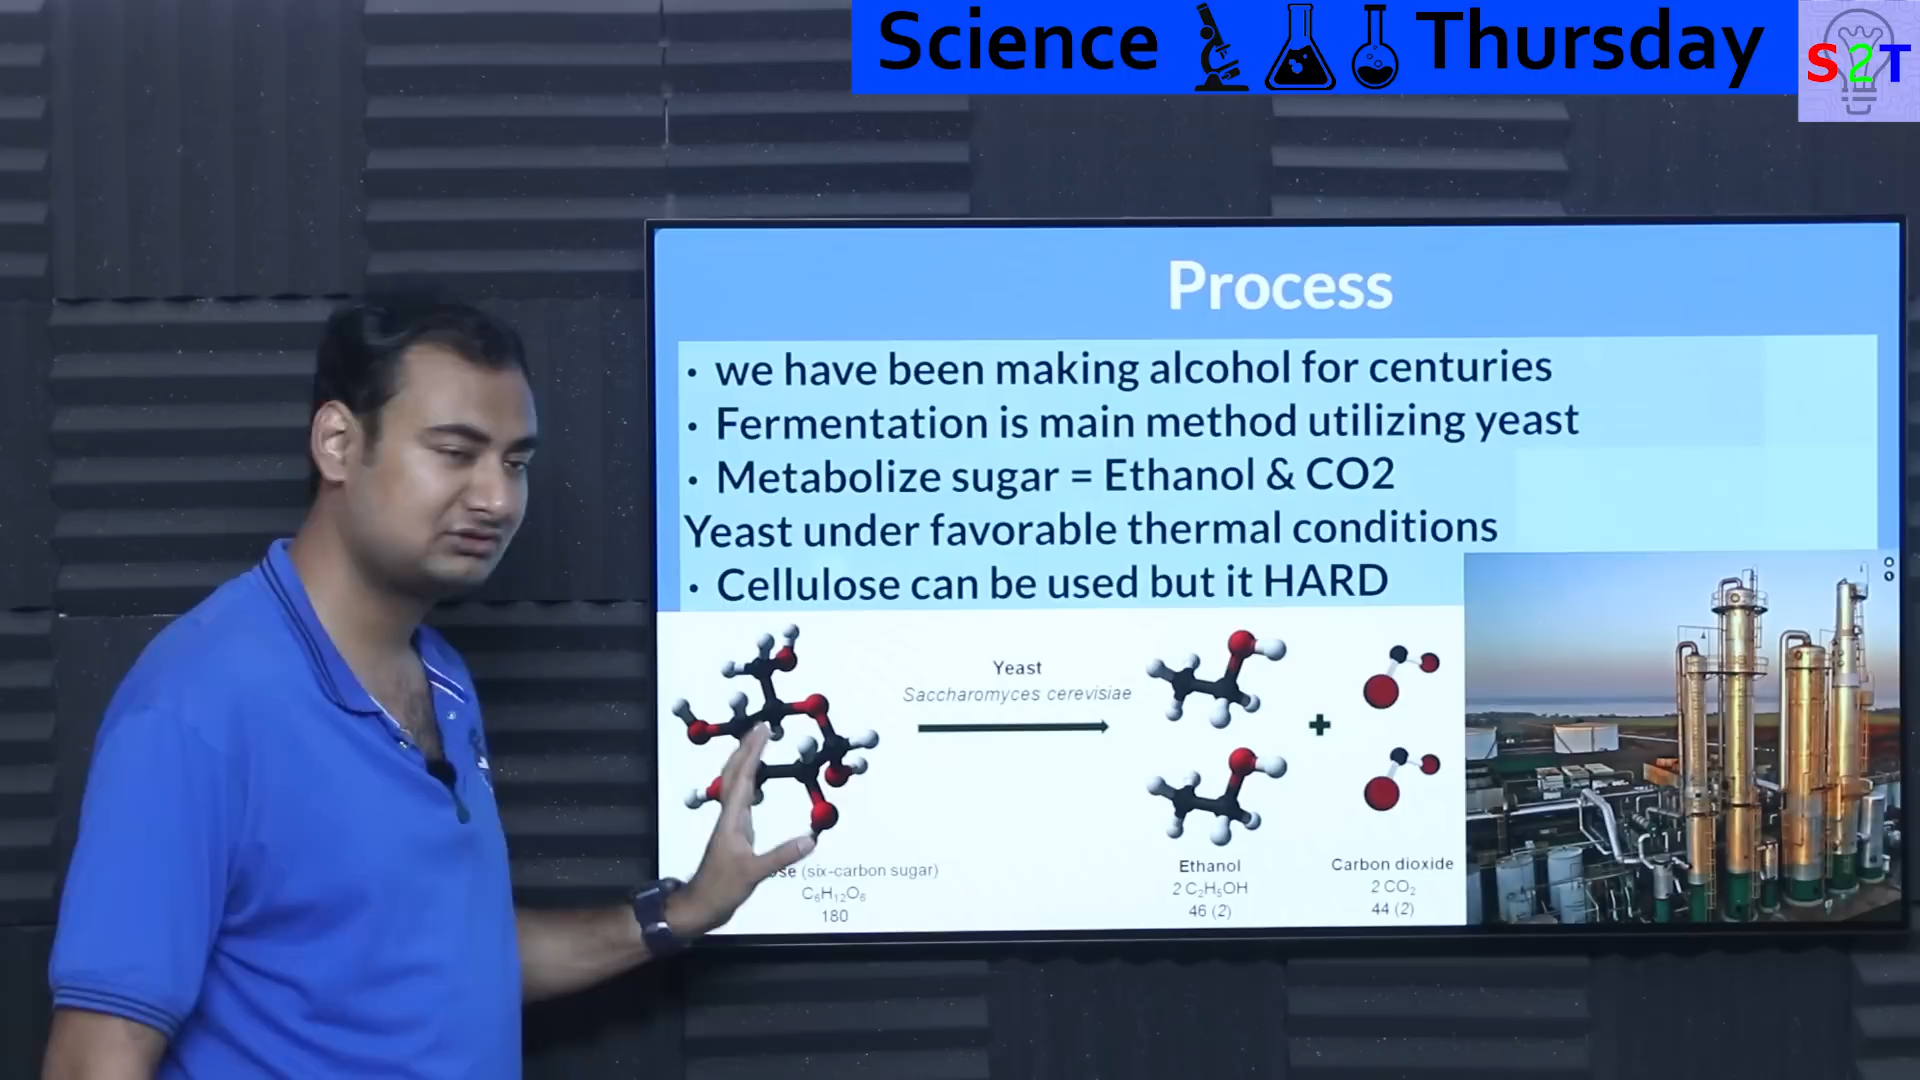 Science Thursday
S2T
Process
• we have been making alcohol for centuries
• Fermentation is main method utilizing yeast
• Metabolize sugar = Ethanol & CO2
Yeast under favorable thermal conditions
• Cellulose can be used but it HARD
Yeast
Saccharomyces cerevisiae
+
(six-carbon sugar)
C₆H₁₂O₆
180
Ethanol
2 C₂H₅OH
46 (2)
Carbon dioxide
2 CO₂
44 (2)